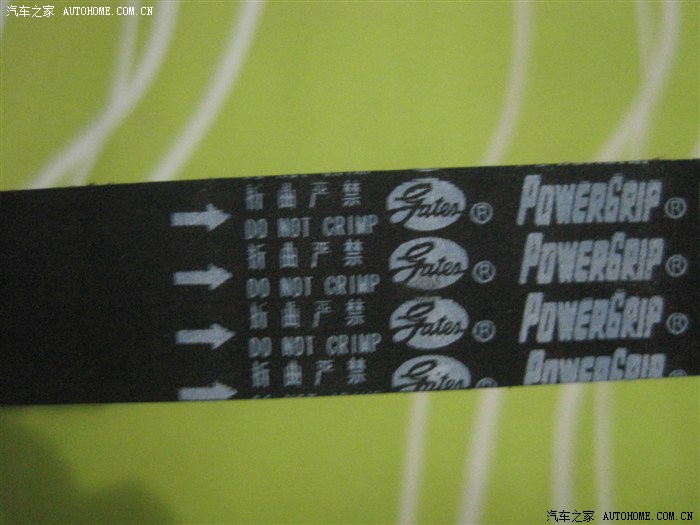 汽车之家 AUTOHOME.COM.CN
折曲严禁 Gates® POWERGRIP®
DO NOT CRIMP
折曲严禁 Gates® POWERGRIP®
DO NOT CRIMP
折曲严禁 Gates® POWERGRIP®
DO NOT CRIMP
折曲严禁 Gates® POWERGRIP
汽车之家 AUTOHOME.COM.CN